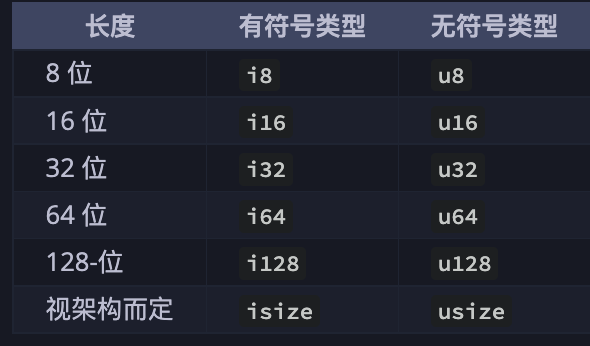 长度 有符号类型 无符号类型
8 位 i8 u8
16 位 i16 u16
32 位 i32 u32
64 位 i64 u64
128-位 i128 u128
视架构而定 isize usize